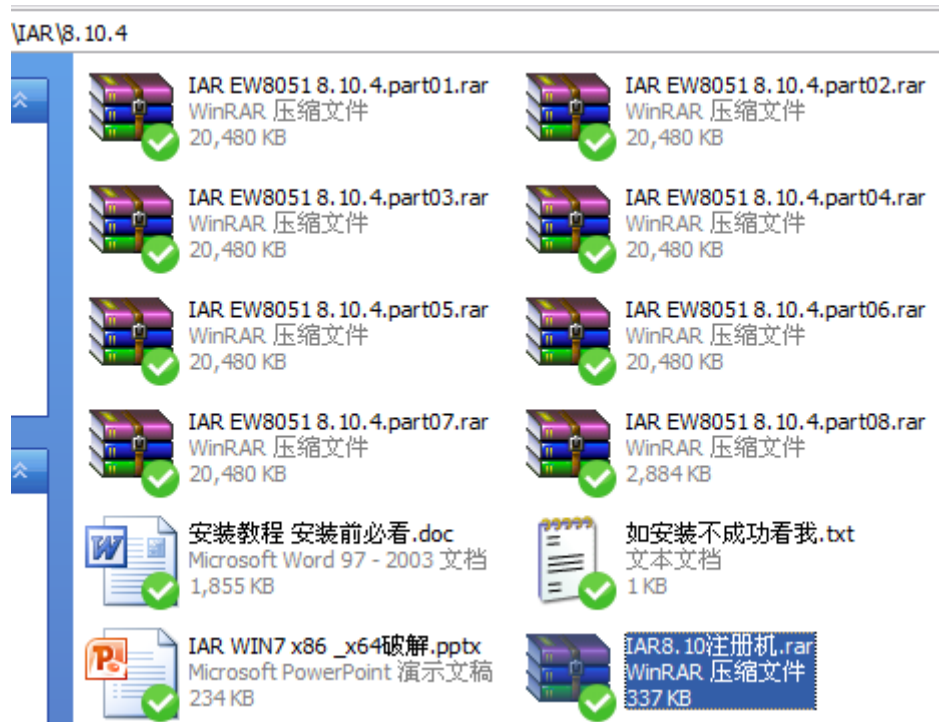 \IAR\8.10.4
IAR EW8051 8.10.4.part01.rar
WinRAR 压缩文件
20,480 KB
IAR EW8051 8.10.4.part02.rar
WinRAR 压缩文件
20,480 KB
IAR EW8051 8.10.4.part03.rar
WinRAR 压缩文件
20,480 KB
IAR EW8051 8.10.4.part04.rar
WinRAR 压缩文件
20,480 KB
IAR EW8051 8.10.4.part05.rar
WinRAR 压缩文件
20,480 KB
IAR EW8051 8.10.4.part06.rar
WinRAR 压缩文件
20,480 KB
IAR EW8051 8.10.4.part07.rar
WinRAR 压缩文件
20,480 KB
IAR EW8051 8.10.4.part08.rar
WinRAR 压缩文件
2,884 KB
安装教程 安装前必看.doc
Microsoft Word 97 - 2003 文档
1,855 KB
如安装不成功看我.txt
文本文档
1 KB
IAR WIN7 x86 _x64破解.pptx
Microsoft PowerPoint 演示文稿
234 KB
IAR8.10注册机.rar
WinRAR 压缩文件
337 KB